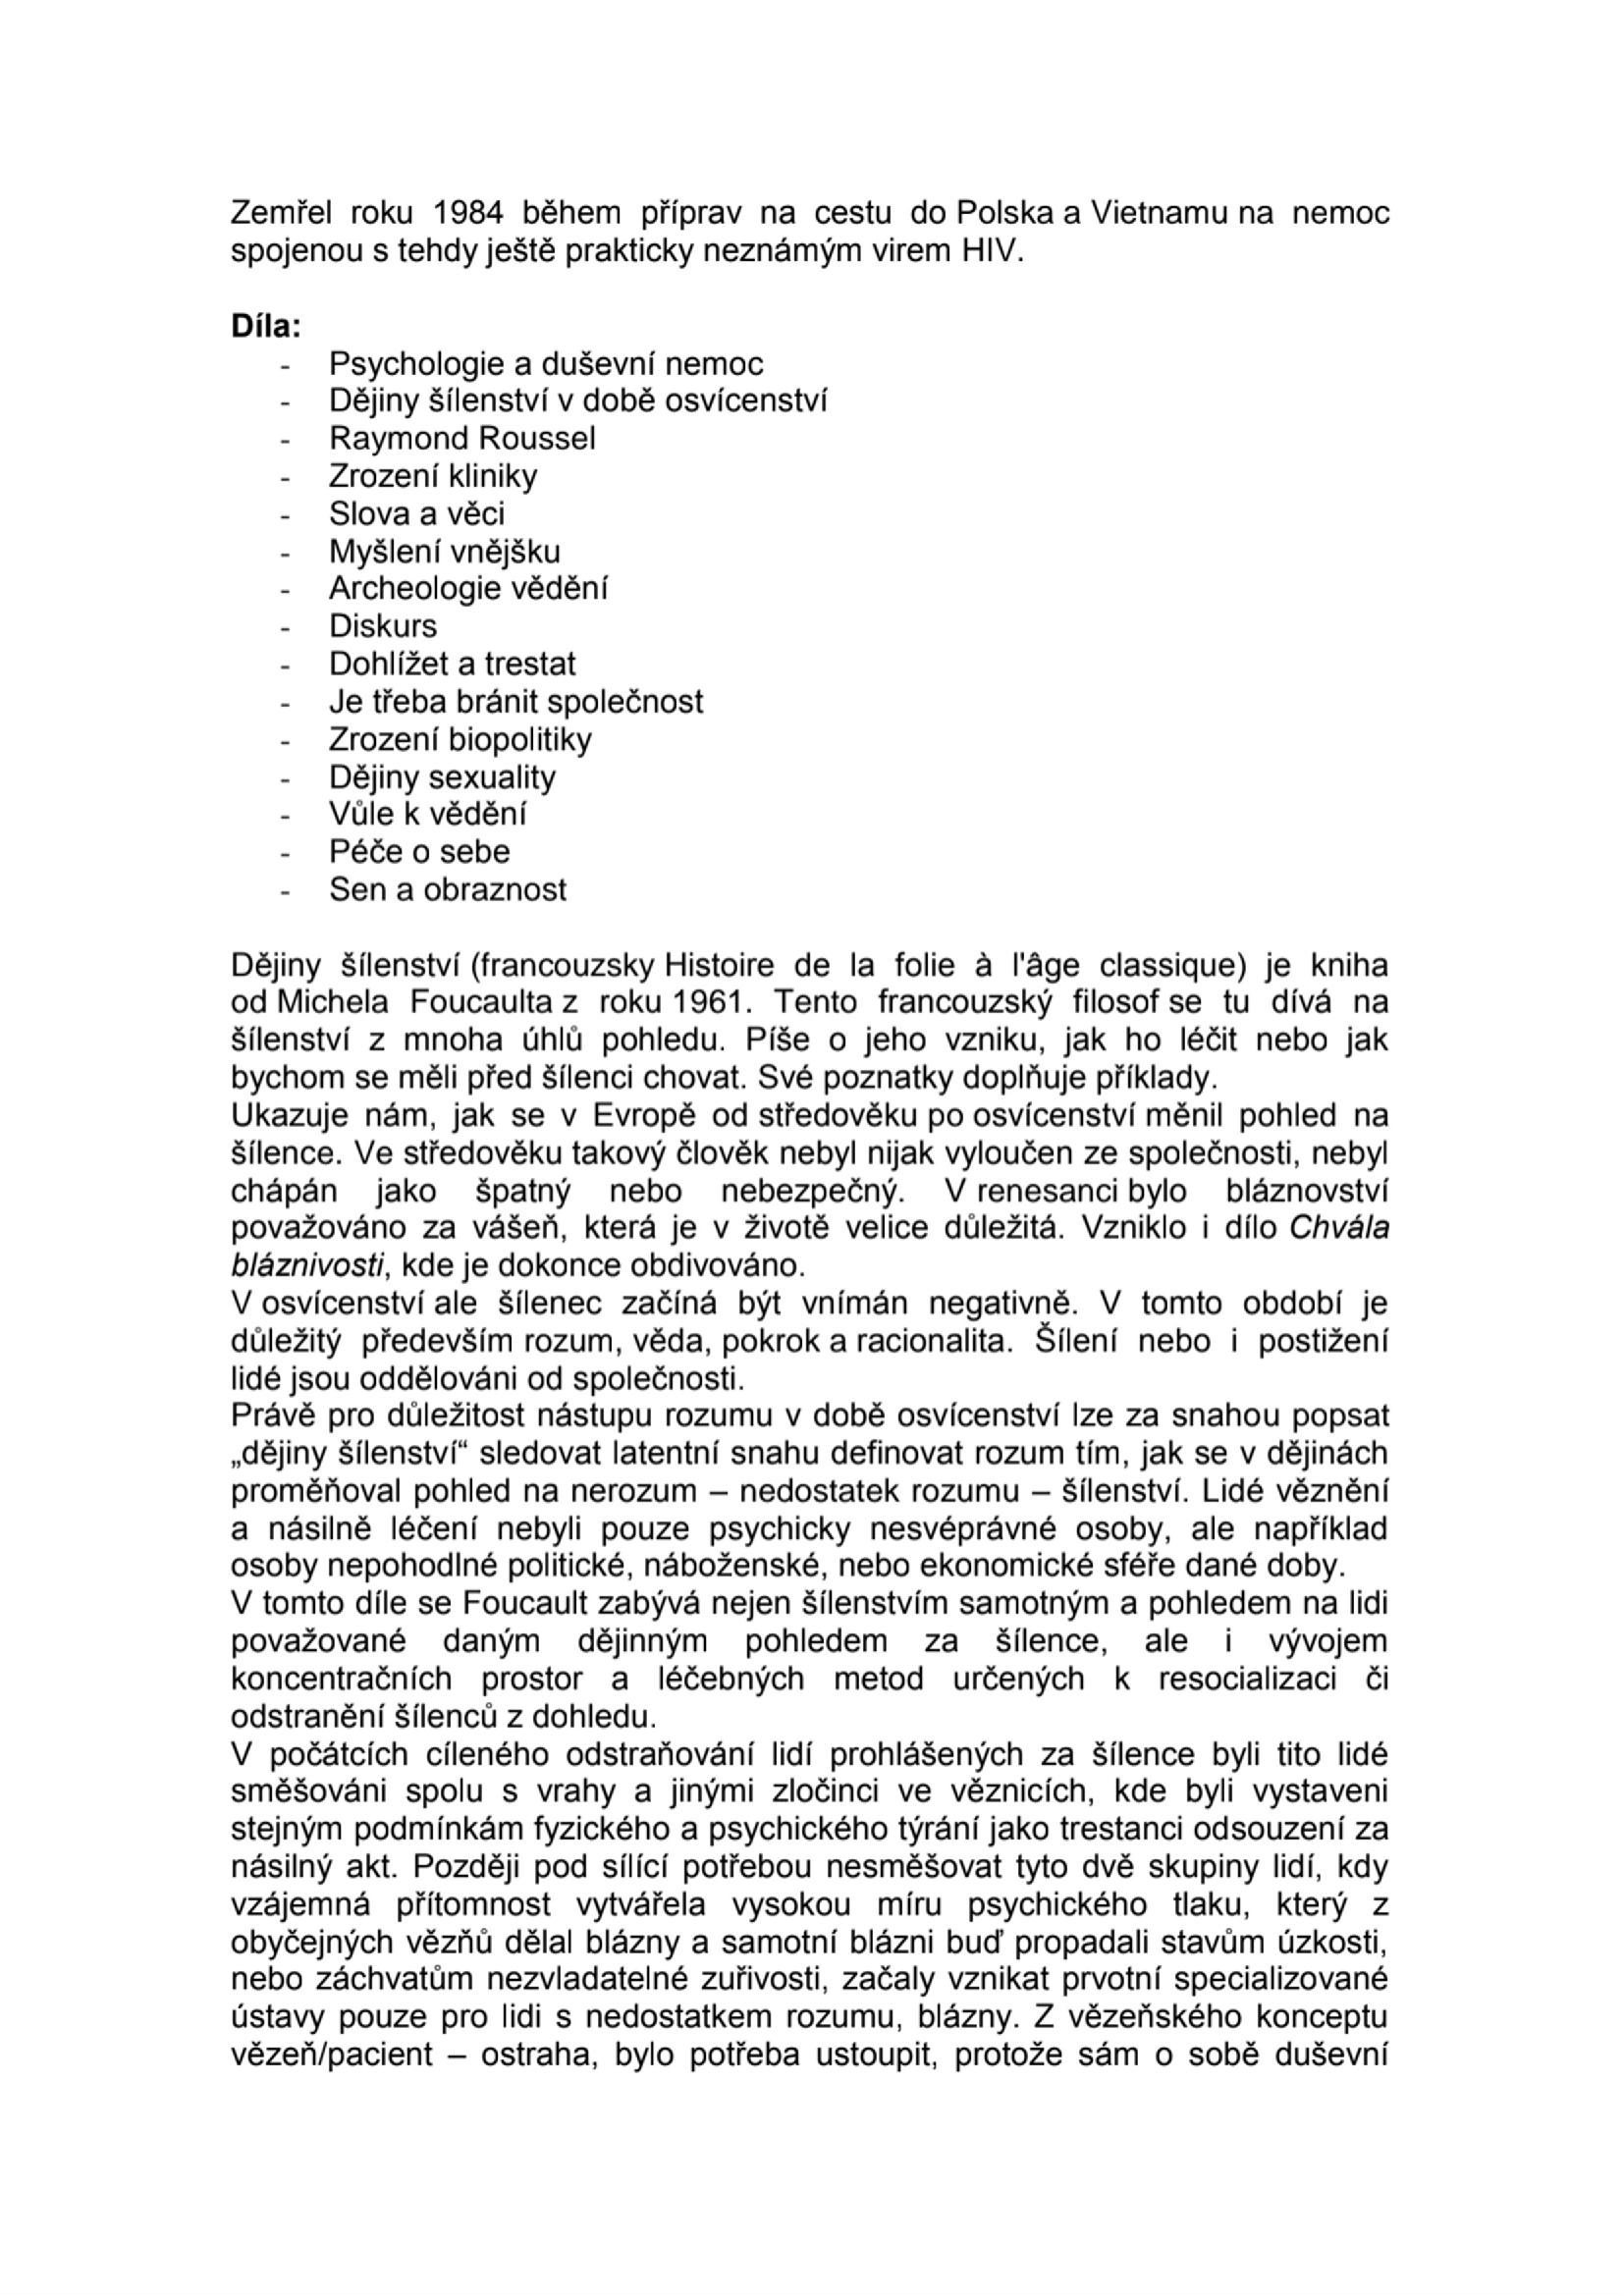 Zemřel roku 1984 během příprav na cestu do Polska a Vietnamu na nemoc
spojenou s tehdy ještě prakticky neznámým virem HIV.
Díla:
- Psychologie a duševní nemoc
- Dějiny šílenství v době osvícenství
- Raymond Roussel
- Zrození kliniky
- Slova a věci
- Myšlení vnějšku
- Archeologie vědění
- Diskurs
- Dohlížet a trestat
- Je třeba bránit společnost
- Zrození biopolitiky
- Dějiny sexuality
- Vůle k vědění
- Péče o sebe
- Sen a obraznost
Dějiny šílenství (francouzsky Histoire de la folie à l'âge classique) je kniha
od Michela Foucaulta z roku 1961. Tento francouzský filosof se tu dívá na
šílenství z mnoha úhlů pohledu. Píše o jeho vzniku, jak ho léčit nebo jak
bychom se měli před šílenci chovat. Své poznatky doplňuje příklady.
Ukazuje nám, jak se v Evropě od středověku po osvícenství měnil pohled na
šílence. Ve středověku takový člověk nebyl nijak vyloučen ze společnosti, nebyl
chápán jako špatný nebo nebezpečný. V renesanci bylo bláznovství
považováno za vášeň, která je v životě velice důležitá. Vzniklo i dílo Chvála
bláznivosti, kde je dokonce obdivováno.
V osvícenství ale šílenec začíná být vnímán negativně. V tomto období je
důležitý především rozum, věda, pokrok a racionalita. Šílení nebo i postižení
lidé jsou oddělováni od společnosti.
Právě pro důležitost nástupu rozumu v době osvícenství lze za snahou popsat
„dějiny šílenství“ sledovat latentní snahu definovat rozum tím, jak se v dějinách
proměňoval pohled na nerozum – nedostatek rozumu – šílenství. Lidé věznění
a násilně léčení nebyli pouze psychicky nesvéprávné osoby, ale například
osoby nepohodlné politické, náboženské, nebo ekonomické sféře dané doby.
V tomto díle se Foucault zabývá nejen šílenstvím samotným a pohledem na lidi
považované daným dějinným pohledem za šílence, ale i vývojem
koncentračních prostor a léčebných metod určených k resocializaci či
odstranění šílenců z dohledu.
V počátcích cíleného odstraňování lidí prohlášených za šílence byli tito lidé
směšováni spolu s vrahy a jinými zločinci ve věznicích, kde byli vystaveni
stejným podmínkám fyzického a psychického týrání jako trestanci odsouzení za
násilný akt. Později pod sílící potřebou nesměšovat tyto dvě skupiny lidí, kdy
vzájemná přítomnost vytvářela vysokou míru psychického tlaku, který z
obyčejných vězňů dělal blázny a samotní blázni buď propadali stavům úzkosti,
nebo záchvatům nezvladatelné zuřivosti, začaly vznikat prvotní specializované
ústavy pouze pro lidi s nedostatkem rozumu, blázny. Z vězeňského konceptu
vězeň/pacient – ostraha, bylo potřeba ustoupit, protože sám o sobě duševní